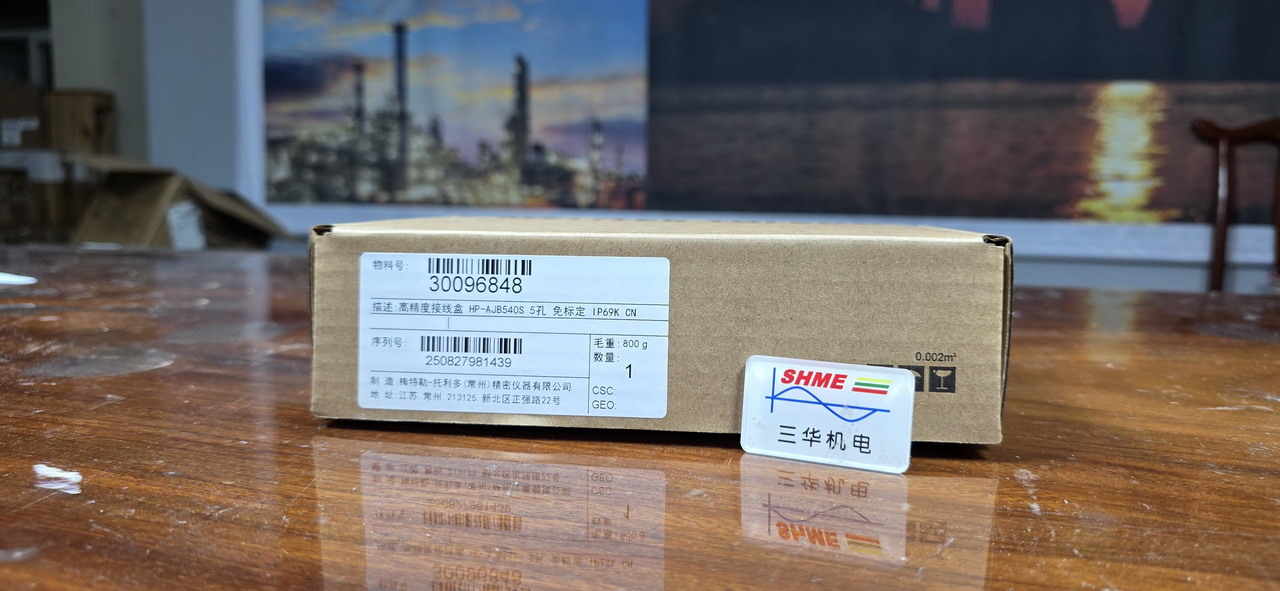 物料号:
30096848
描述:高精度接线盒 HP-AJB540S 5孔 免标定 IP69K CN
序列号:
250827981439
毛重: 800 g
数量:
1
制 造:梅特勒-托利多(常州)精密仪器有限公司
地 址:江苏 常州 213125 新北区正强路22号
CSC:
GEO:
0.002m³
SHME
三华机电